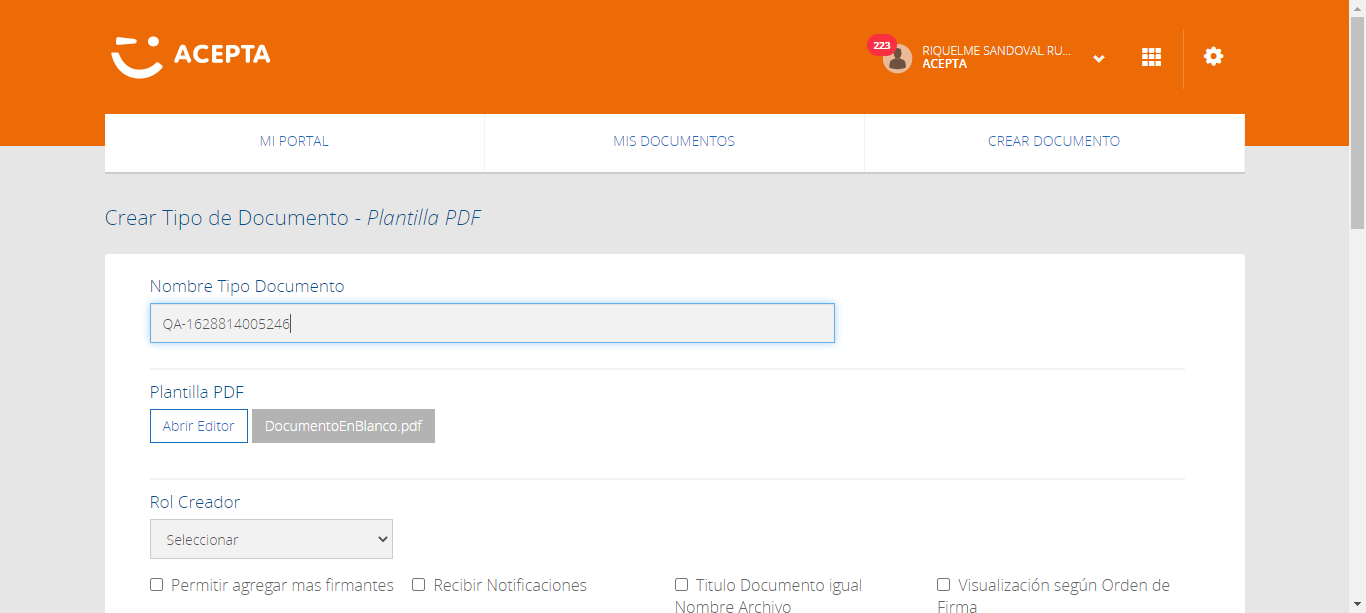 ACEPTA
223
RIQUELME SANDOVAL RU...
ACEPTA
MI PORTAL
MIS DOCUMENTOS
CREAR DOCUMENTO
Crear Tipo de Documento - Plantilla PDF
Nombre Tipo Documento
QA-1628814005246
Plantilla PDF
Abrir Editor
DocumentoEnBlanco.pdf
Rol Creador
Seleccionar
Permitir agregar mas firmantes
Recibir Notificaciones
Titulo Documento igual
Nombre Archivo
Visualización según Orden de
Firma